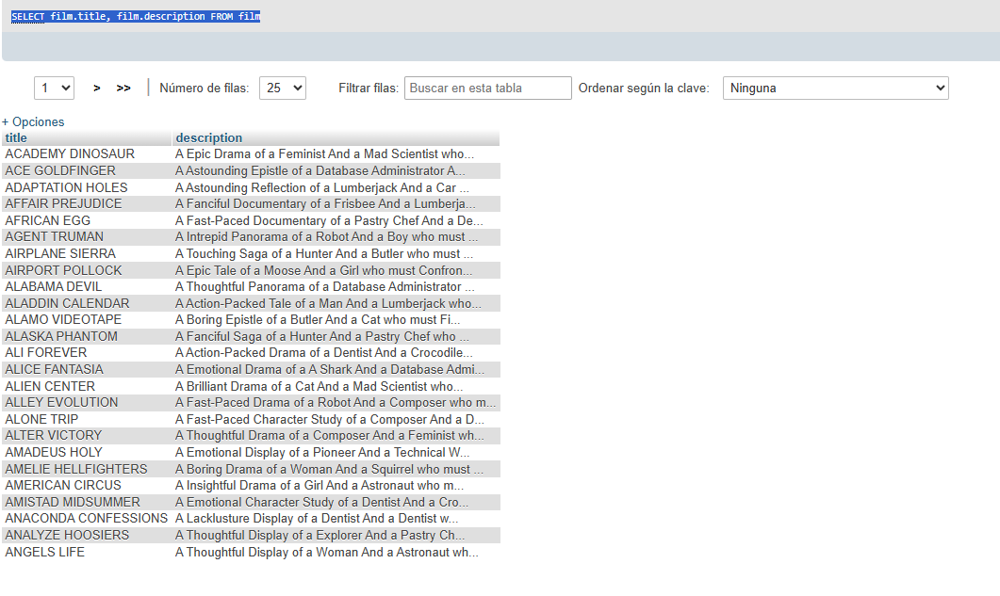 SELECT film.title, film.description FROM film
1 > >> | Número de filas: 25 Filtrar filas: Buscar en esta tabla Ordenar según la clave: Ninguna
+ Opciones
title description
ACADEMY DINOSAUR A Epic Drama of a Feminist And a Mad Scientist who...
ACE GOLDFINGER A Astounding Epistle of a Database Administrator A...
ADAPTATION HOLES A Astounding Reflection of a Lumberjack And a Car ...
AFFAIR PREJUDICE A Fanciful Documentary of a Frisbee And a Lumberja...
AFRICAN EGG A Fast-Paced Documentary of a Pastry Chef And a De...
AGENT TRUMAN A Intrepid Panorama of a Robot And a Boy who must ...
AIRPLANE SIERRA A Touching Saga of a Hunter And a Butler who must ...
AIRPORT POLLOCK A Epic Tale of a Moose And a Girl who must Confron...
ALABAMA DEVIL A Thoughtful Panorama of a Database Administrator ...
ALADDIN CALENDAR A Action-Packed Tale of a Man And a Lumberjack who...
ALAMO VIDEOTAPE A Boring Epistle of a Butler And a Cat who must Fi...
ALASKA PHANTOM A Fanciful Saga of a Hunter And a Pastry Chef who ...
ALI FOREVER A Action-Packed Drama of a Dentist And a Crocodile...
ALICE FANTASIA A Emotional Drama of a A Shark And a Database Admi...
ALIEN CENTER A Brilliant Drama of a Cat And a Mad Scientist who...
ALLEY EVOLUTION A Fast-Paced Drama of a Robot And a Composer who m...
ALONE TRIP A Fast-Paced Character Study of a Composer And a D...
ALTER VICTORY A Thoughtful Drama of a Composer And a Feminist wh...
AMADEUS HOLY A Emotional Display of a Pioneer And a Technical W...
AMELIE HELLFIGHTERS A Boring Drama of a Woman And a Squirrel who must ...
AMERICAN CIRCUS A Insightful Drama of a Girl And a Astronaut who m...
AMISTAD MIDSUMMER A Emotional Character Study of a Dentist And a Cro...
ANACONDA CONFESSIONS A Lacklusture Display of a Dentist And a Dentist w...
ANALYZE HOOSIERS A Thoughtful Display of a Explorer And a Pastry Ch...
ANGELS LIFE A Thoughtful Display of a Woman And a Astronaut wh...